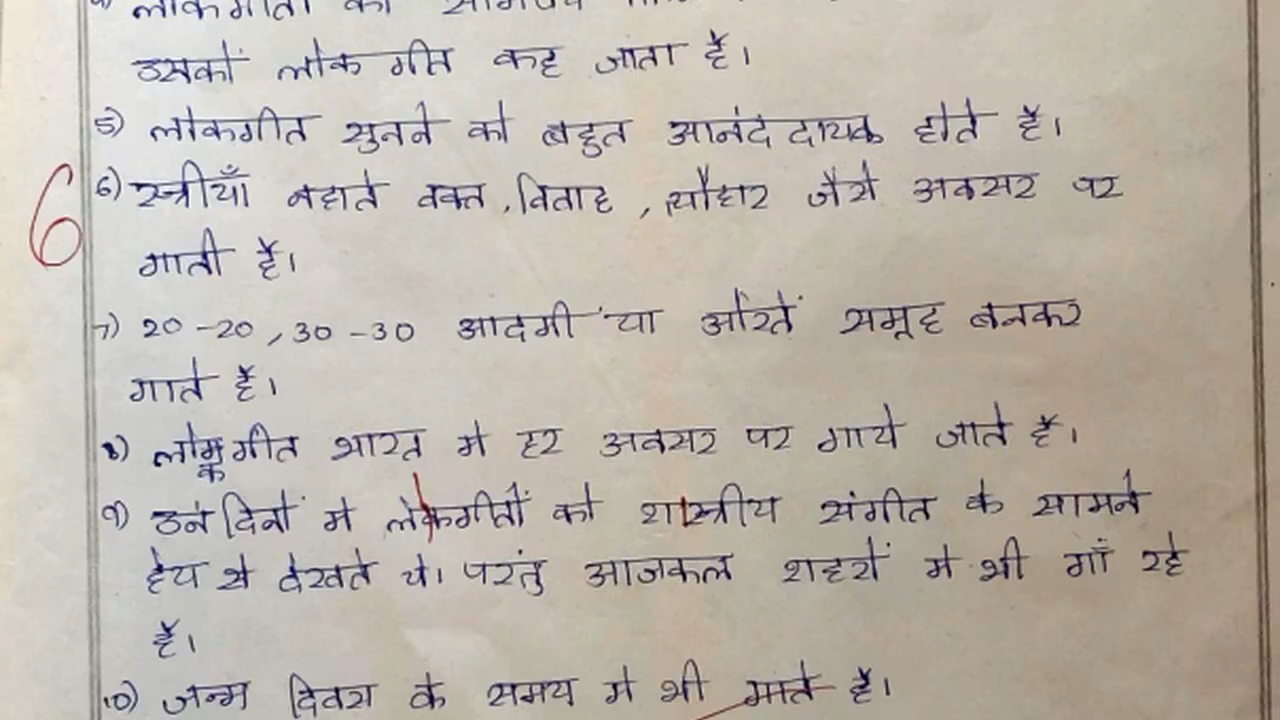 लोकगीतों को
उसकों लोक गीत कह जाता हैं।
5) लोकगीत सुनने को बहुत आनंद दायक होते हैं।
6
6) स्त्रीयाँ नहाते वक्त, विवाह, त्यौहार जैसे अवसर पर
गाती हैं।
7) 20-20, 30-30 आदमी या औरतें समूह बनकर
गाते हैं।
8) लोकगीत भारत मे हर अवसर पर गाये जाते हैं।
9) उन दिनों मे लोकगीतों को शास्त्रीय संगीत के सामने
हेय से देखते थे। परंतु आजकल शहरों मे भी गाँ रहे
हैं।
10) जन्म दिवस के समय मे भी गाते हैं।